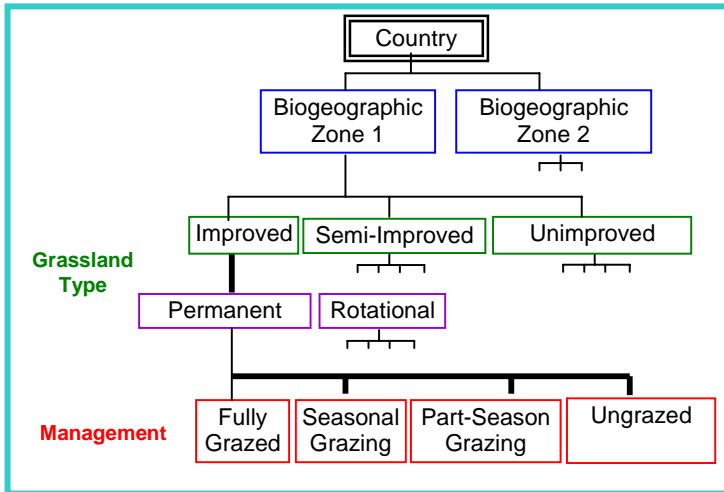 Country
Biogeographic
Zone 1
Biogeographic
Zone 2
Improved
Semi-Improved
Unimproved
Grassland
Type
Permanent
Rotational
Management
Fully
Grazed
Seasonal
Grazing
Part-Season
Grazing
Ungrazed